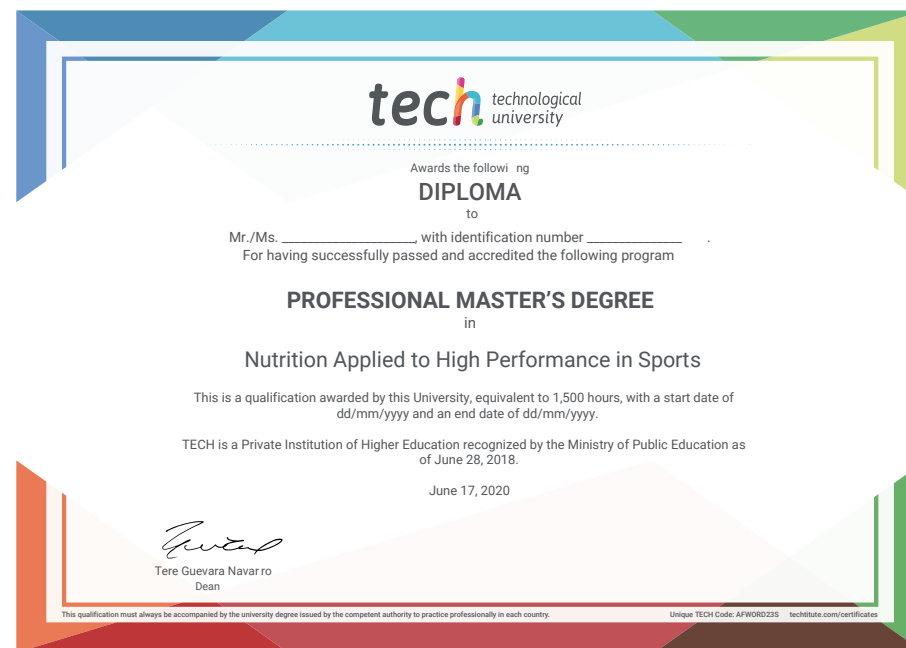 tech technological
university
Awards the followi ng
DIPLOMA
to
Mr./Ms. ____________________, with identification number ______________ .
For having successfully passed and accredited the following program
PROFESSIONAL MASTER’S DEGREE
in
Nutrition Applied to High Performance in Sports
This is a qualification awarded by this University, equivalent to 1,500 hours, with a start date of
dd/mm/yyyy and an end date of dd/mm/yyyy.
TECH is a Private Institution of Higher Education recognized by the Ministry of Public Education as
of June 28, 2018.
June 17, 2020
Tere Guevara Navar ro
Dean
This qualification must always be accompanied by the university degree issued by the competent authority to practice professionally in each country.
Unique TECH Code: AFWORD23S techtitute.com/certificates